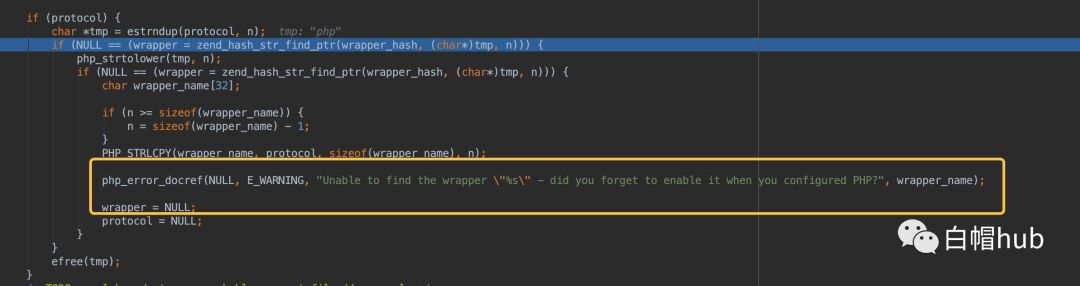 if (protocol) {
char *tmp = estrndup(protocol, n); tmp: "php"
if (NULL == (wrapper = zend_hash_str_find_ptr(wrapper_hash, (char*)tmp, n))) {
php_strtolower(tmp, n);
if (NULL == (wrapper = zend_hash_str_find_ptr(wrapper_hash, (char*)tmp, n))) {
char wrapper_name[32];
if (n >= sizeof(wrapper_name)) {
n = sizeof(wrapper_name) - 1;
}
PHP_STRLCPY(wrapper_name, protocol, sizeof(wrapper_name), n);
php_error_docref(NULL, E_WARNING, "Unable to find the wrapper \"%s\" - did you forget to enable it when you configured PHP?", wrapper_name);
wrapper = NULL;
protocol = NULL;
}
}
efree(tmp);
}
白帽hub